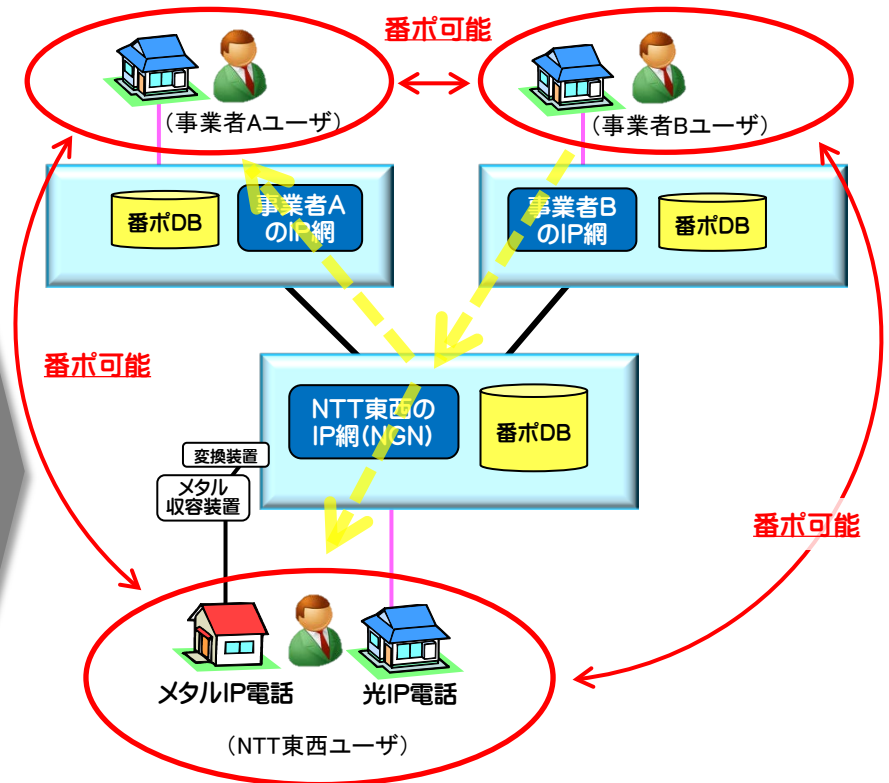 番ポ可能
（事業者Aユーザ）
（事業者Bユーザ）
番ポDB
事業者A
のIP網
事業者B
のIP網
番ポDB
番ポ可能
NTT東西の
IP網（NGN）
番ポDB
変換装置
メタル
収容装置
番ポ可能
メタルIP電話
光IP電話
（NTT東西ユーザ）